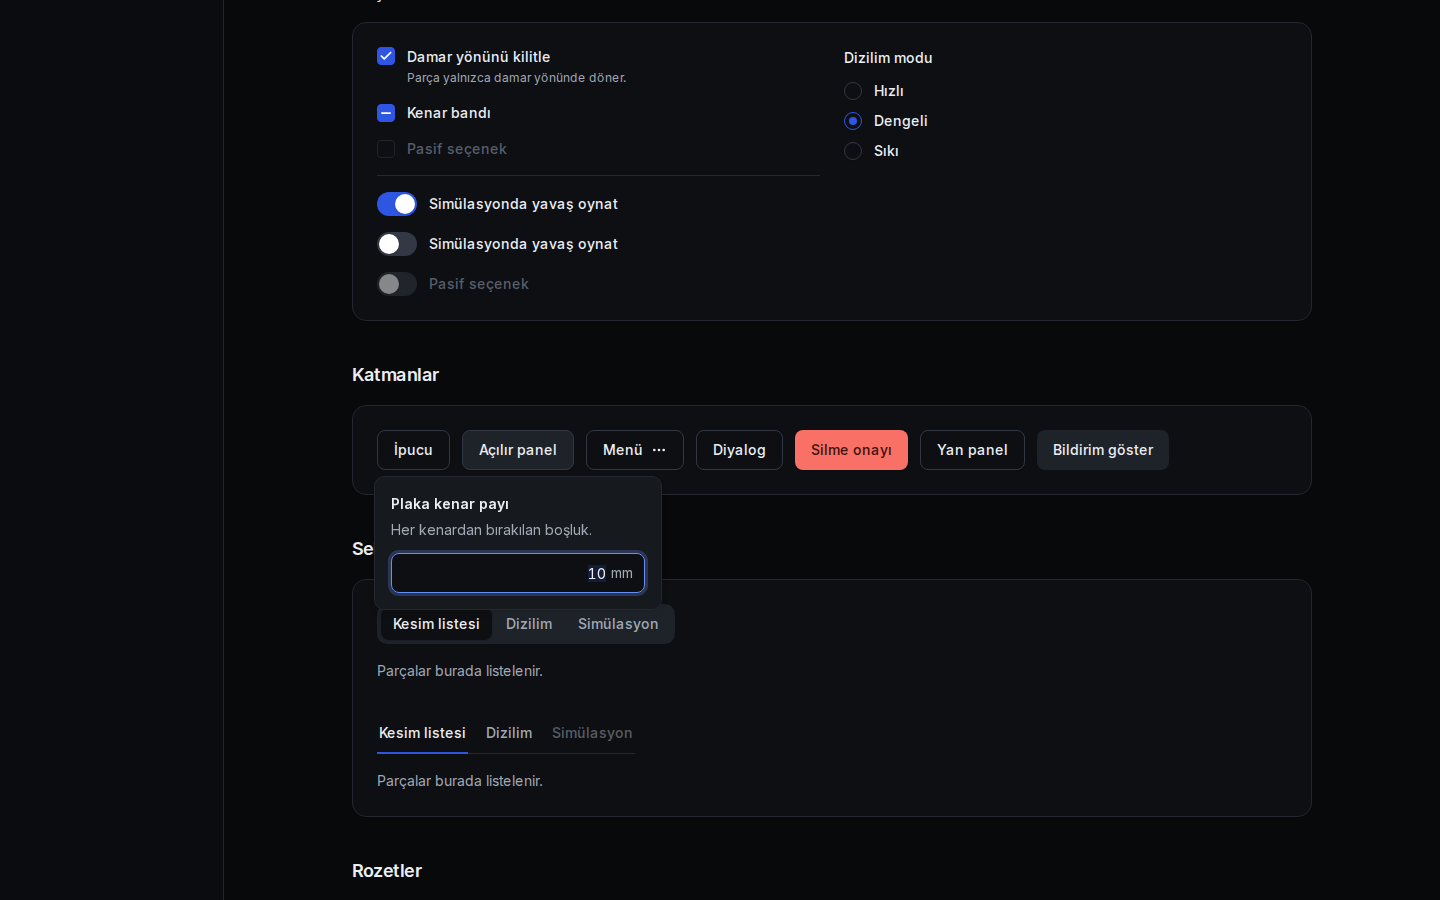 Damar yönünü kilitle
Parça yalnızca damar yönünde döner.
Kenar bandı
Pasif seçenek
Simülasyonda yavaş oynat
Simülasyonda yavaş oynat
Pasif seçenek
Dizilim modu
Hızlı
Dengeli
Sıkı
Katmanlar
İpucu
Açılır panel
Menü ···
Diyalog
Silme onayı
Yan panel
Bildirim göster
Plaka kenar payı
Her kenardan bırakılan boşluk.
10 mm
Se
Kesim listesi
Dizilim
Simülasyon
Parçalar burada listelenir.
Kesim listesi
Dizilim
Simülasyon
Parçalar burada listelenir.
Rozetler